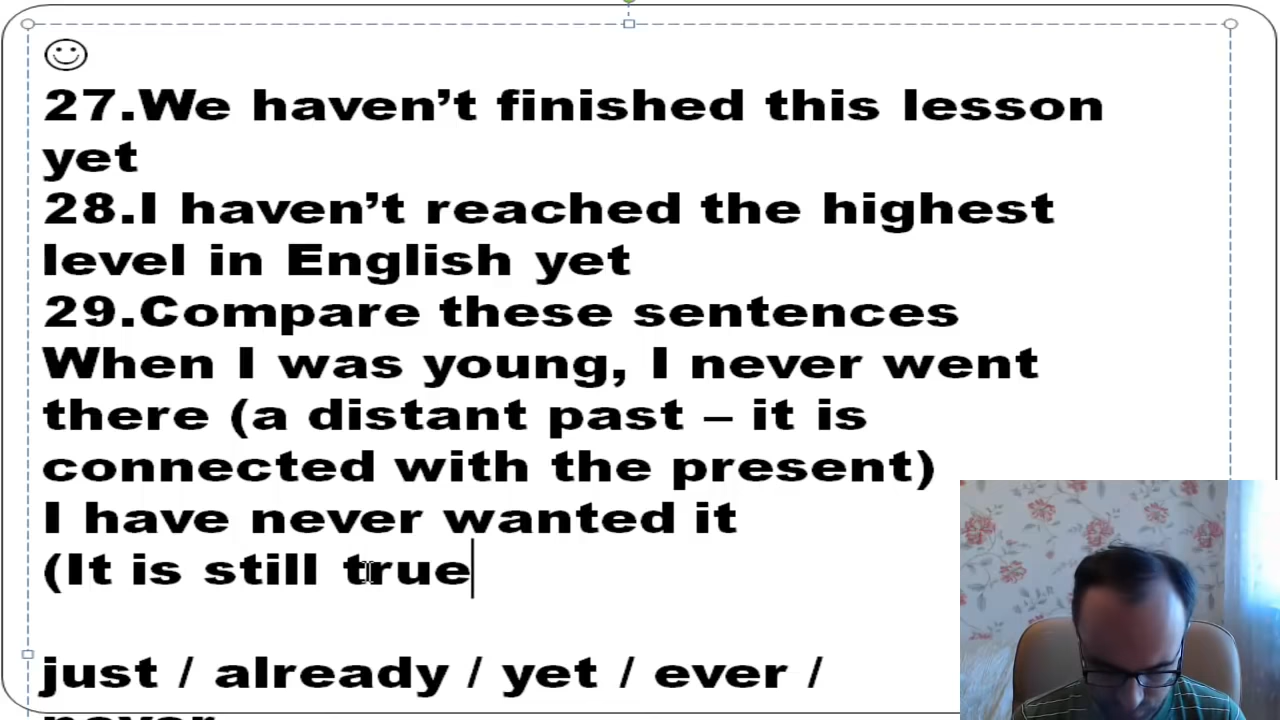 27.We haven’t finished this lesson
yet
28.I haven’t reached the highest
level in English yet
29.Compare these sentences
When I was young, I never went
there (a distant past – it is
connected with the present)
I have never wanted it
(It is still true
just / already / yet / ever /
never